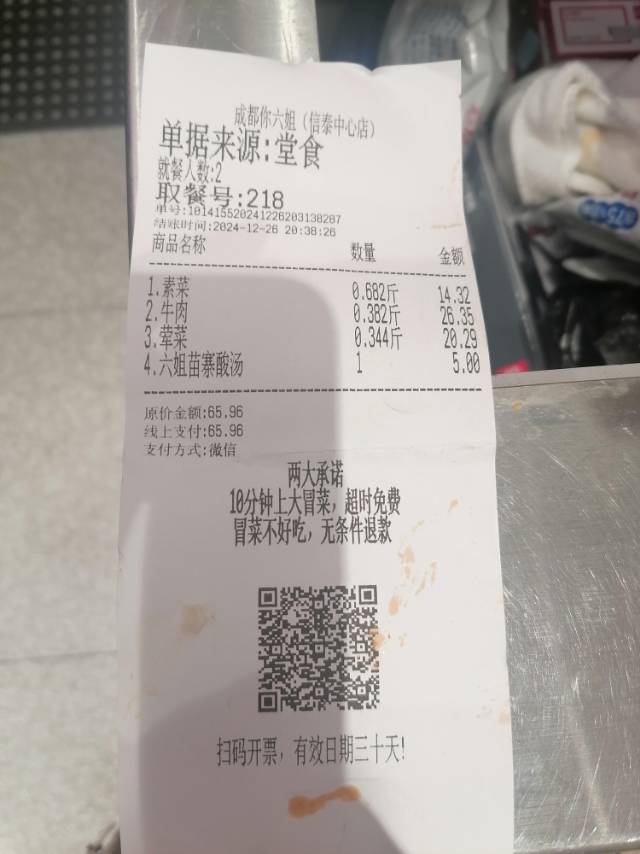 成都你六姐（信泰中心店）
单据来源:堂食
就餐人数:2
取餐号:218
单号:101415520241226203138287
结账时间:2024-12-26 20:38:26
商品名称 数量 金额
1.素菜 0.682斤 14.32
2.牛肉 0.382斤 26.35
3.荤菜 0.344斤 20.29
4.六姐苗寨酸汤 1 5.00
原价金额:65.96
线上支付:65.96
支付方式:微信
两大承诺
10分钟上大冒菜，超时免费
冒菜不好吃，无条件退款
扫码开票，有效日期三十天!